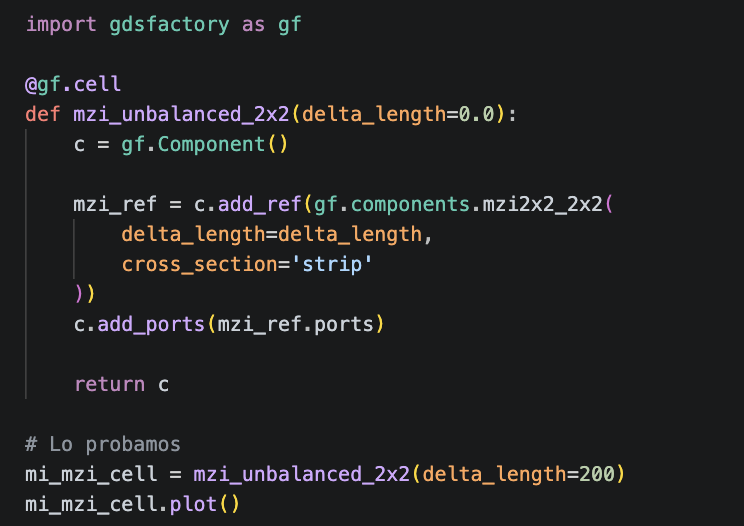 import gdsfactory as gf
@gf.cell
def mzi_unbalanced_2x2(delta_length=0.0):
    c = gf.Component()
    mzi_ref = c.add_ref(gf.components.mzi2x2_2x2(
        delta_length=delta_length,
        cross_section='strip'
    ))
    c.add_ports(mzi_ref.ports)
    return c
# Lo probamos
mi_mzi_cell = mzi_unbalanced_2x2(delta_length=200)
mi_mzi_cell.plot()